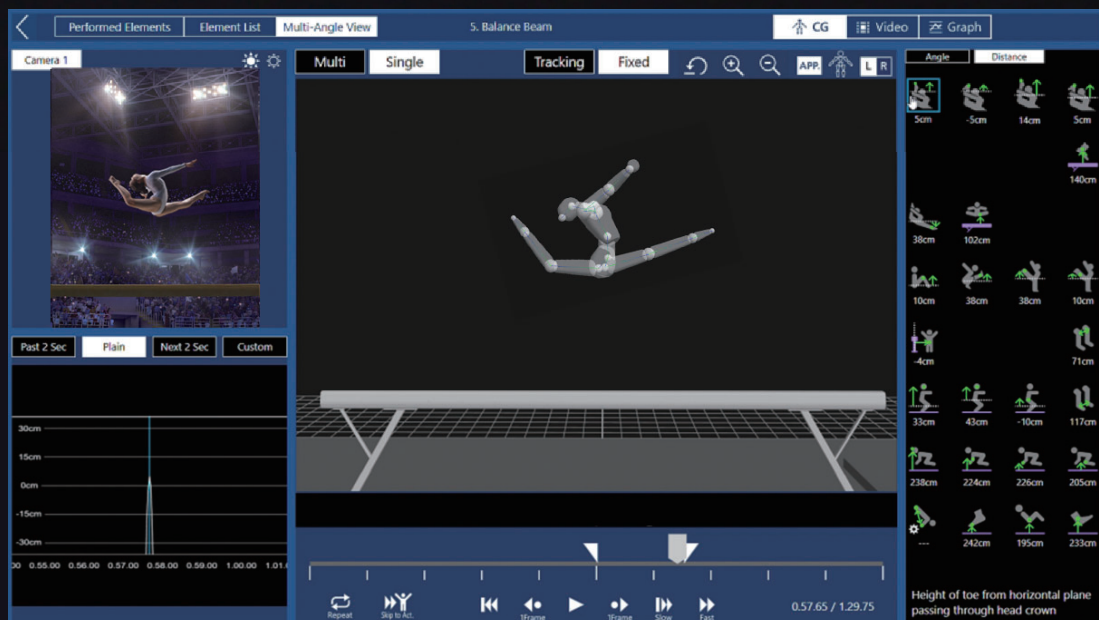 Performed Elements
Element List
Multi-Angle View
5. Balance Beam
CG
Video
Graph
Camera 1
Multi
Single
Tracking
Fixed
APP.
L R
Angle
Distance
5cm -5cm 14cm 5cm
140cm
38cm 102cm
10cm 38cm 38cm 10cm
-4cm 71cm
33cm 43cm -10cm 117cm
238cm 224cm 226cm 205cm
--- 242cm 195cm 233cm
Height of toe from horizontal plane
passing through head crown
Past 2 Sec
Plain
Next 2 Sec
Custom
30cm
15cm
0cm
-15cm
-30cm
00 0.55.00 0.56.00 0.57.00 0.58.00 1.00.00 1.01.0
Repeat
Skip to Act.
1Frame
1Frame
Slow
Fast
0.57.65 / 1.29.75